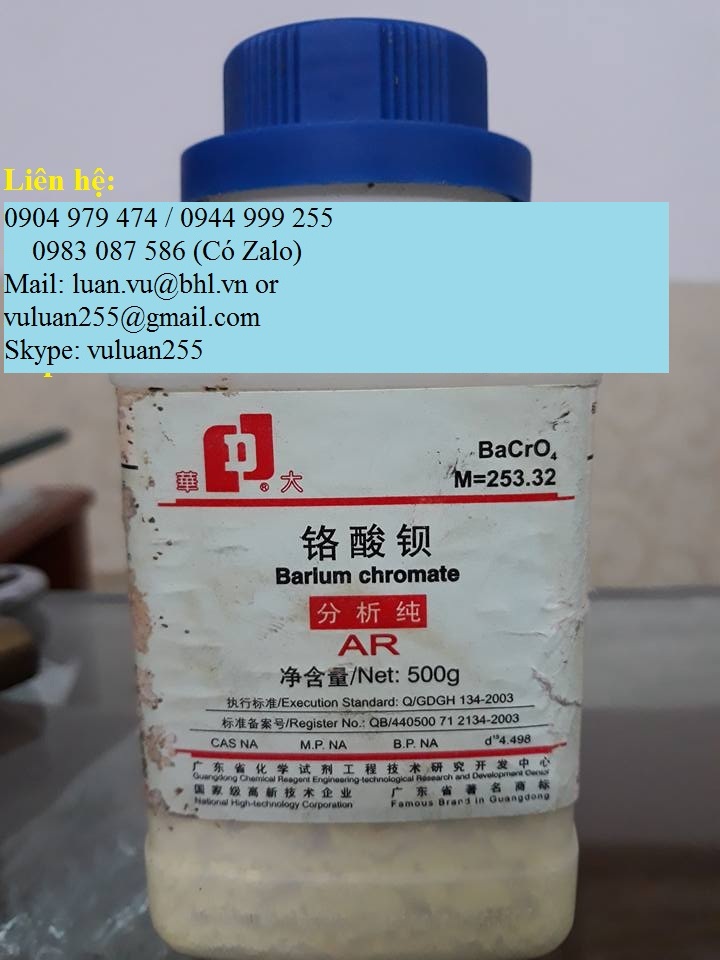 Liên hệ:
0904 979 474 / 0944 999 255
0983 087 586 (Có Zalo)
Mail: luan.vu@bhl.vn or
vuluan255@gmail.com
Skype: vuluan255
華 ® 大
BaCrO₄
M=253.32
铬酸钡
Barium chromate
分析纯
AR
净含量/Net: 500g
执行标准/Execution Standard: Q/GDGH 134-2003
标准备案号/Register No.: QB/440500 71 2134-2003
CAS NA M.P. NA B.P. NA d¹⁵4.498
广东省化学试剂工程技术研究开发中心
Guangdong Chemical Reagent Engineering-technological Research and Development Center
国家级高新技术企业 广东省著名商标
National High-technology Corporation Famous Brand in Guangdong